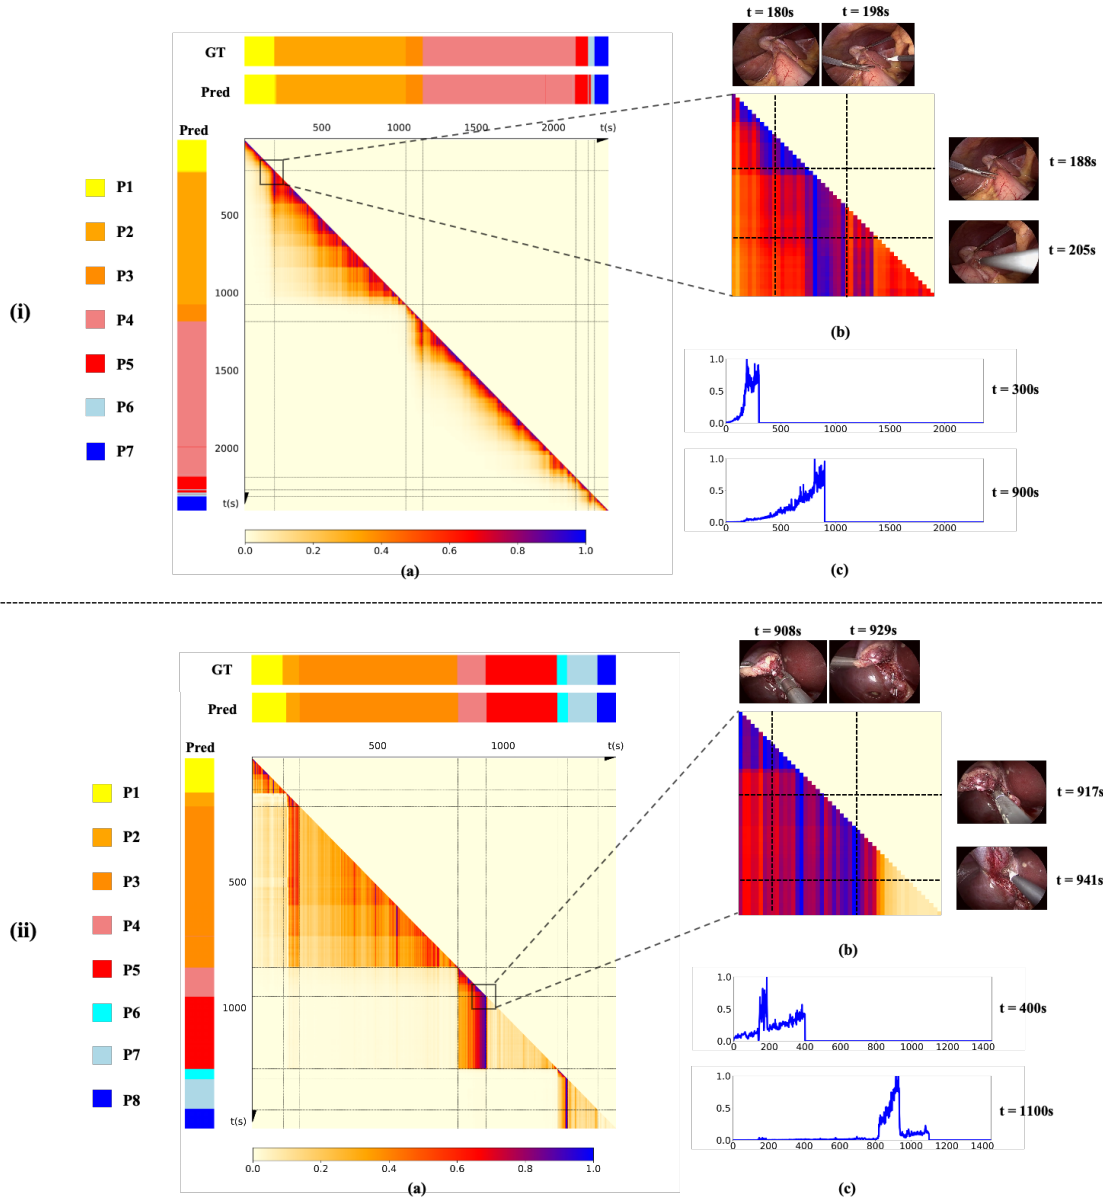 t = 180s t = 198s
GT
Pred
Pred
500 1000 1500 2000 t(s)
P1
P2
P3
P4
P5
P6
P7
500
1000
1500
2000
t(s)
(i)
0.0 0.2 0.4 0.6 0.8 1.0
(a)
t = 188s
t = 205s
(b)
1.0
0.5
0.0
0 500 1000 1500 2000
t = 300s
1.0
0.5
0.0
0 500 1000 1500 2000
t = 900s
(c)
t = 908s t = 929s
GT
Pred
Pred
500 1000 t(s)
P1
P2
P3
P4
P5
P6
P7
P8
500
1000
t(s)
(ii)
0.0 0.2 0.4 0.6 0.8 1.0
(a)
t = 917s
t = 941s
(b)
1.0
0.5
0.0
0 200 400 600 800 1000 1200 1400
t = 400s
1.0
0.5
0.0
0 200 400 600 800 1000 1200 1400
t = 1100s
(c)